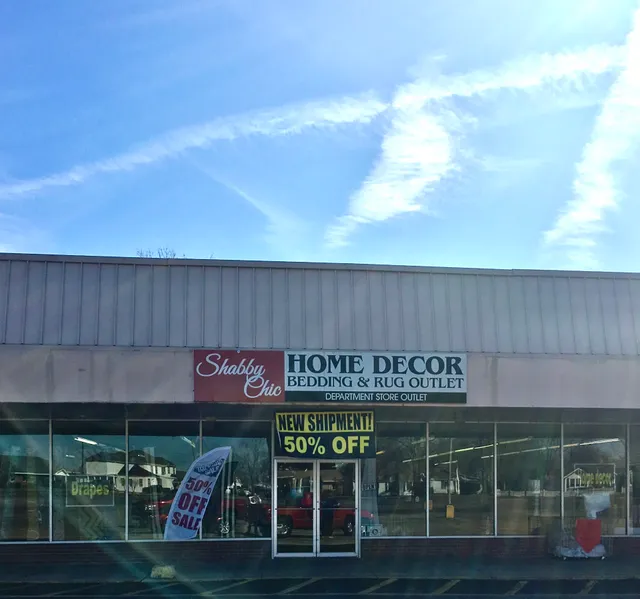 Shabby
Chic
HOME DECOR
BEDDING & RUG OUTLET
DEPARTMENT STORE OUTLET
NEW SHIPMENT!
50% OFF
Drapes
50%
OFF
SALE